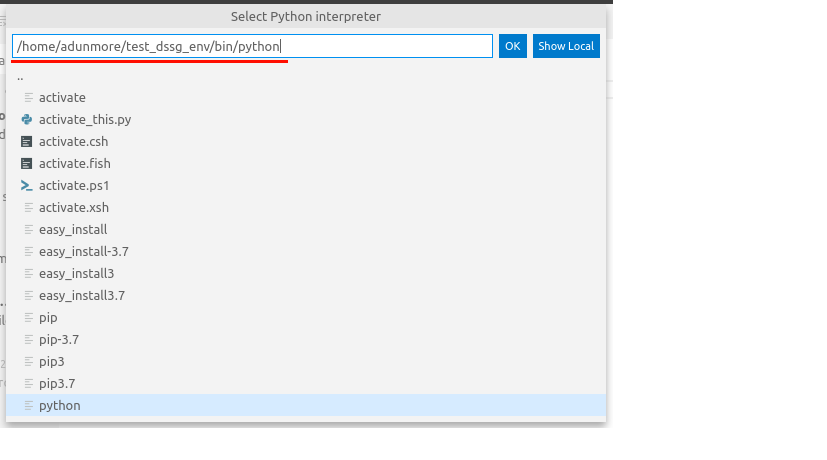 Select Python interpreter
/home/adunmore/test_dssg_env/bin/python
OK
Show Local
..
activate
activate_this.py
activate.csh
activate.fish
activate.ps1
activate.xsh
easy_install
easy_install-3.7
easy_install3
easy_install3.7
pip
pip-3.7
pip3
pip3.7
python